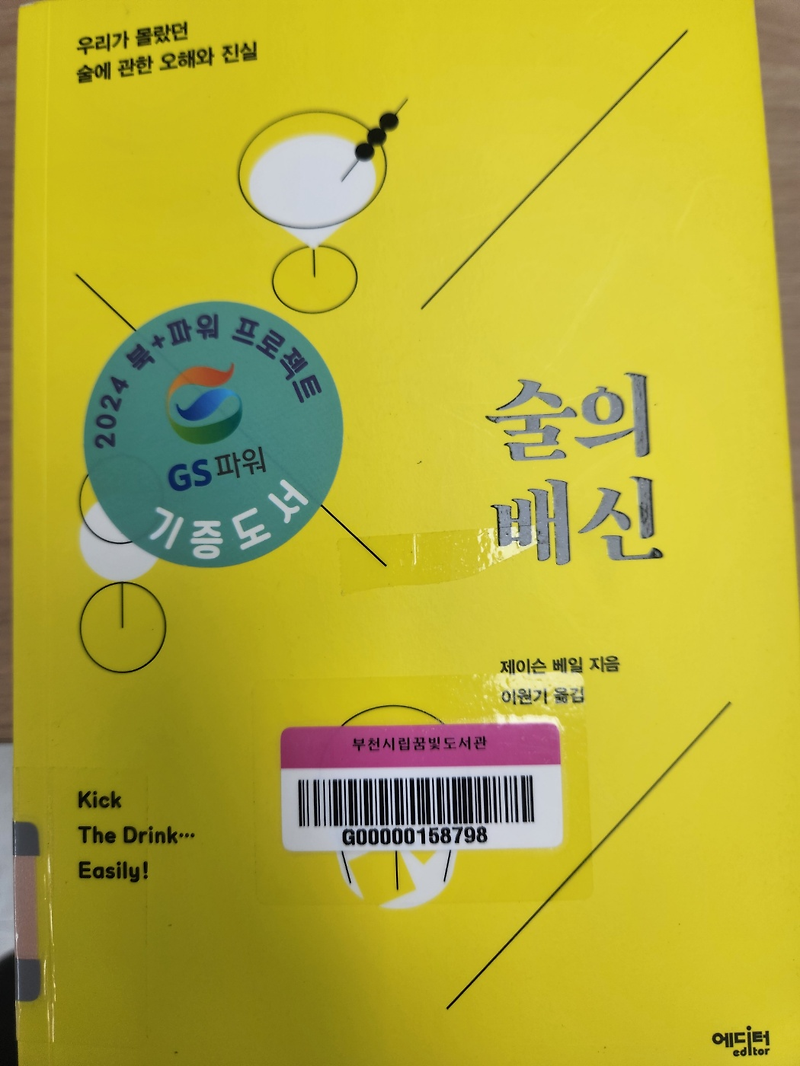 우리가 몰랐던
술에 관한 오해와 진실
2024 북+파워 프로젝트
GS파워
기증도서
술의
배신
제이슨 베일 지음
이원기 옮김
부천시립꿈빛도서관
G00000158798
Kick
The Drink…
Easily!
에디터
editor